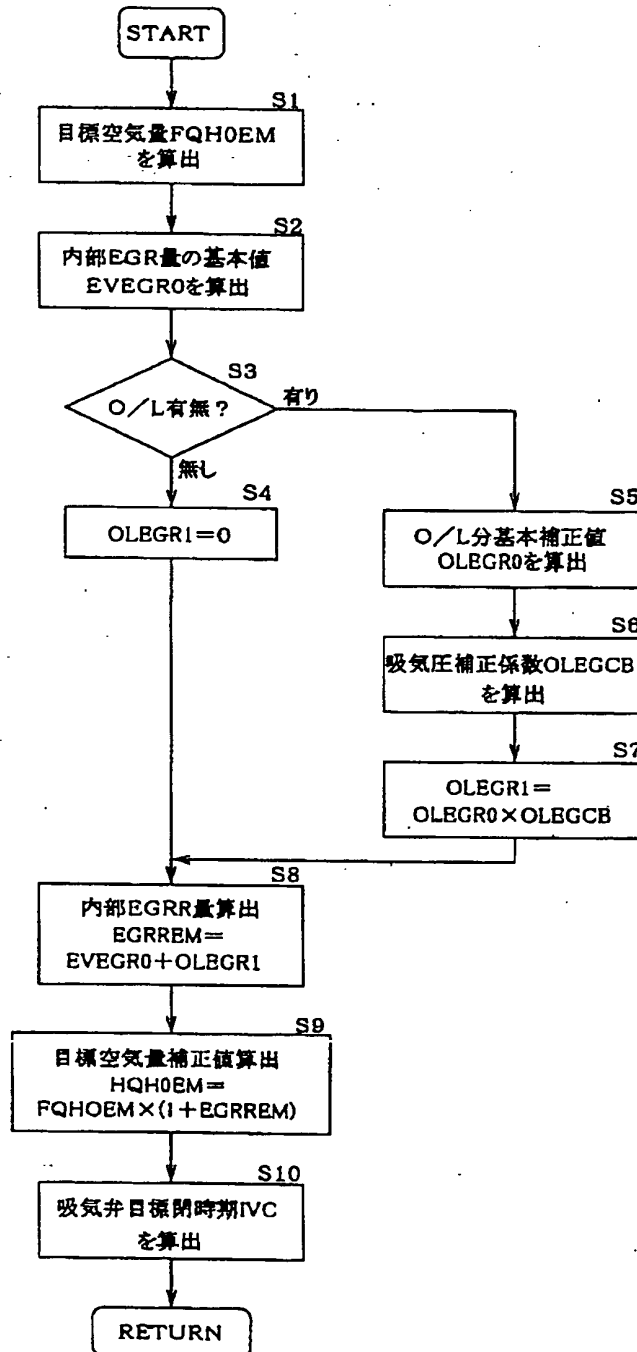 START
S1
目標空気量FQH0EM
を算出
S2
内部EGR量の基本値
EVEGR0を算出
S3
O／L有無？
有り
無し
S4
OLEGR1＝0
S5
O／L分基本補正値
OLEGR0を算出
S6
吸気圧補正係数OLEGCB
を算出
S7
OLEGR1＝
OLEGR0×OLEGCB
S8
内部EGRR量算出
EGRREM＝
EVEGR0＋OLEGR1
S9
目標空気量補正値算出
HQH0EM＝
FQHOEM×(1＋EGRREM)
S10
吸気弁目標閉時期IVC
を算出
RETURN